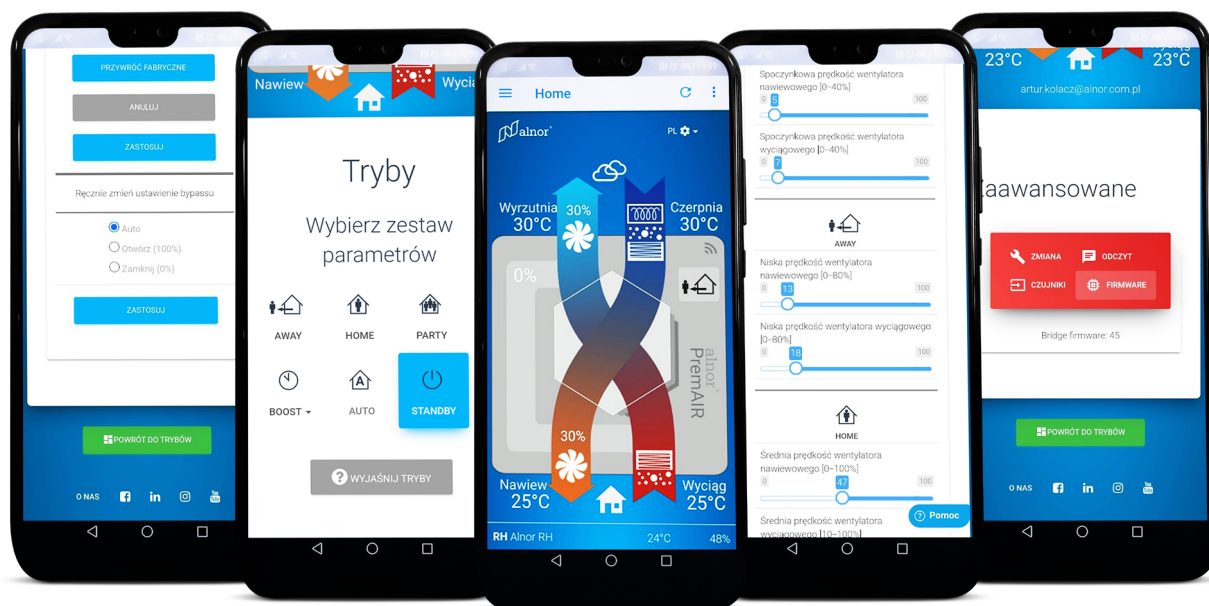 PRZYWRÓĆ FABRYCZNE
ANULUJ
ZASTOSUJ
Ręcznie zmień ustawienie bypassu
Auto
Otwórz (100%)
Zamknij (0%)
ZASTOSUJ
POWRÓT DO TRYBÓW
O NAS
Nawiew
Tryby
Wybierz zestaw
parametrów
AWAY
HOME
PARTY
BOOST
AUTO
STANDBY
WYJAŚNIJ TRYBY
Home
alnor
PL
Wyrzutnia
30°C
30%
Czerpnia
30°C
0%
alnor
PremAIR
30%
Nawiew
25°C
Wyciąg
25°C
RH Alnor RH
24°C
48%
Spoczynkowa prędkość wentylatora
nawiewowego [0–40%]
0
5
100
Spoczynkowa prędkość wentylatora
wyciągowego [0–40%]
0
7
100
AWAY
Niska prędkość wentylatora
nawiewowego [0–80%]
0
13
100
Niska prędkość wentylatora wyciągowego
[0–80%]
0
18
100
HOME
Średnia prędkość wentylatora
nawiewowego [0–100%]
0
47
100
Średnia prędkość wentylatora
wyciągowego [10–100%]
Pomoc
23°C
23°C
artur.kolacz@alnor.com.pl
aawansowane
ZMIANA
ODCZYT
CZUJNIKI
FIRMWARE
Bridge firmware: 45
POWRÓT DO TRYBÓW
O NAS